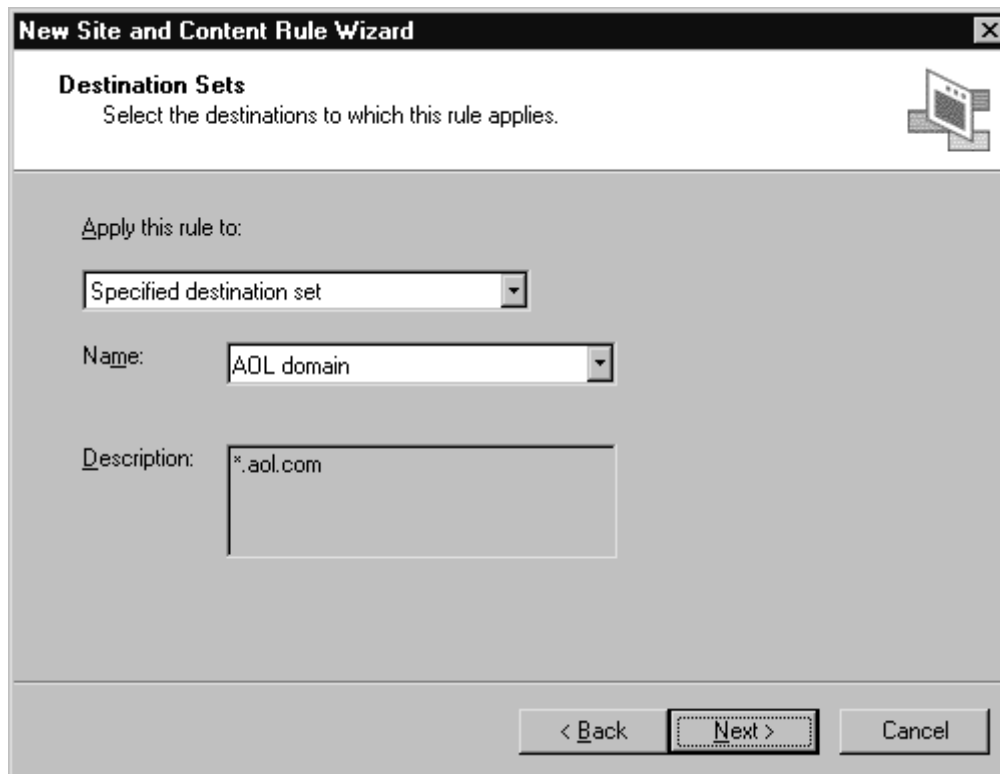 New Site and Content Rule Wizard
Destination Sets
Select the destinations to which this rule applies.
Apply this rule to:
Specified destination set
Name:
AOL domain
Description:
*.aol.com
< Back
Next >
Cancel